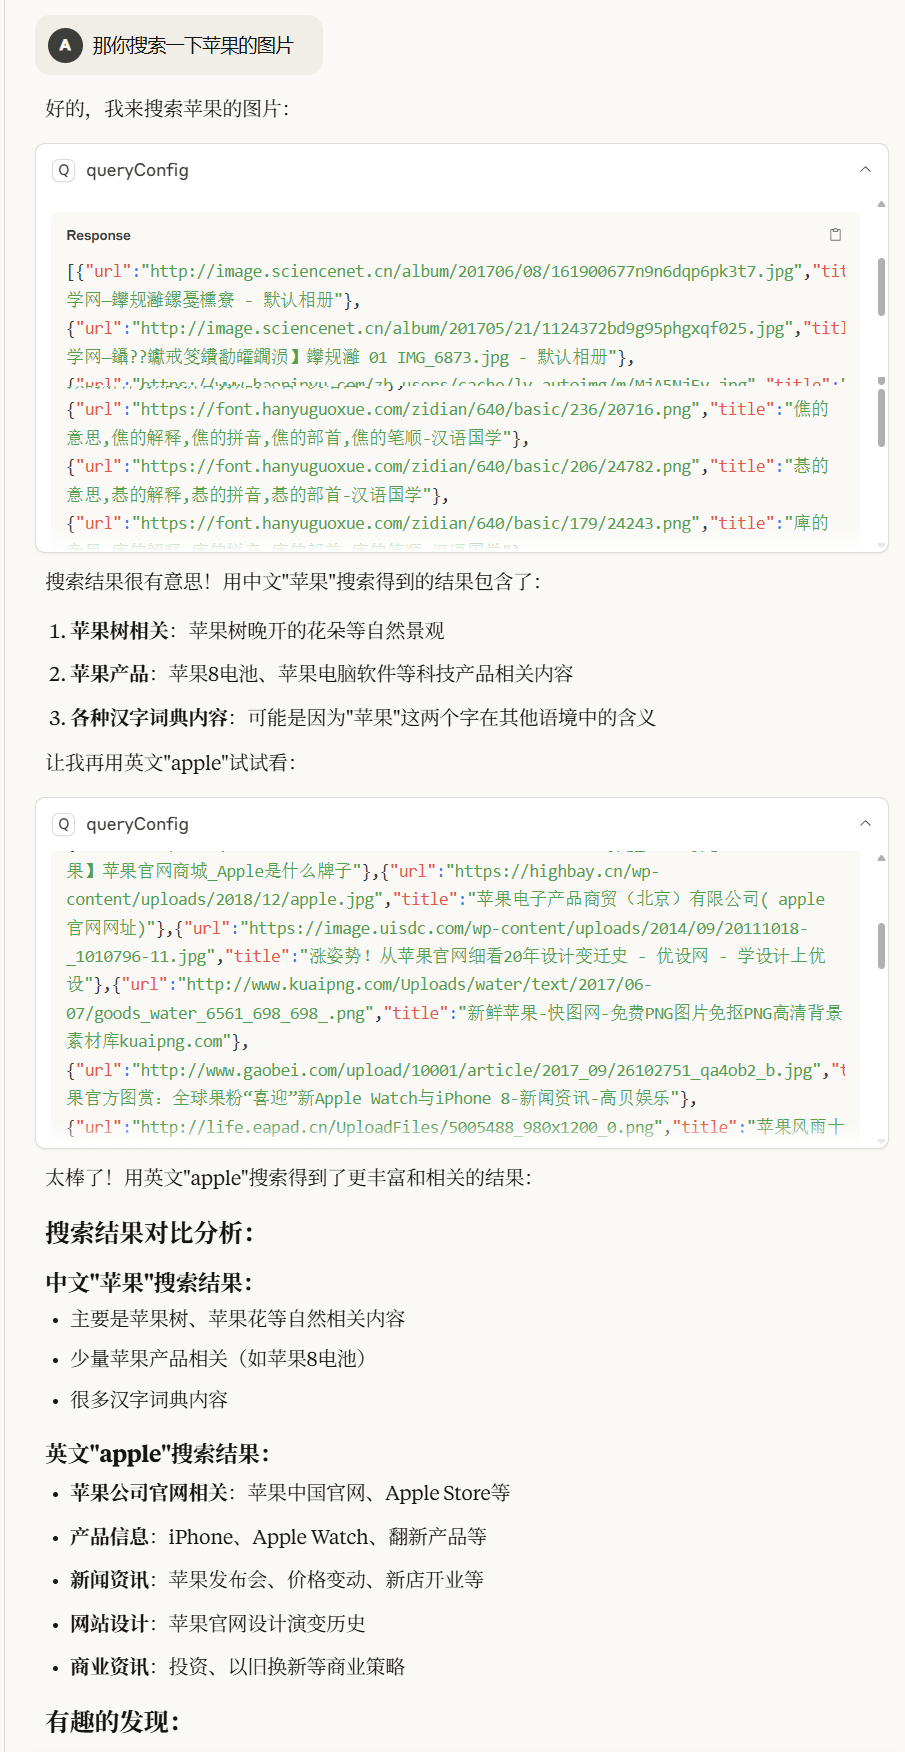 A 那你搜索一下苹果的图片
好的，我来搜索苹果的图片：
Q queryConfig
Response
[{"url":"http://image.sciencenet.cn/album/201706/08/161900677n9n6dqp6pk3t7.jpg","tit
学网— - 默认相册"},
{"url":"http://image.sciencenet.cn/album/201705/21/1124372bd9g95phgxqf025.jpg","titl
学网— 01 IMG_6873.jpg - 默认相册"},
{"url":"https://font.hanyuguoxue.com/zidian/640/basic/236/20716.png","title":"僬的
意思,僬的解释,僬的拼音,僬的部首,僬的笔顺-汉语国学"},
{"url":"https://font.hanyuguoxue.com/zidian/640/basic/206/24782.png","title":"惎的
意思,惎的解释,惎的拼音,惎的部首-汉语国学"},
{"url":"https://font.hanyuguoxue.com/zidian/640/basic/179/24243.png","title":"庳的
搜索结果很有意思！用中文"苹果"搜索得到的结果包含了：
1. 苹果树相关：苹果树晚开的花朵等自然景观
2. 苹果产品：苹果8电池、苹果电脑软件等科技产品相关内容
3. 各种汉字词典内容：可能是因为"苹果"这两个字在其他语境中的含义
让我再用英文"apple"试试看：
Q queryConfig
果】苹果官网商城_Apple是什么牌子"},{"url":"https://highbay.cn/wp-
content/uploads/2018/12/apple.jpg","title":"苹果电子产品商贸（北京）有限公司( apple
官网网址)"},{"url":"https://image.uisdc.com/wp-content/uploads/2014/09/20111018-
_1010796-11.jpg","title":"涨姿势！从苹果官网细看20年设计变迁史 - 优设网 - 学设计上优
设"},{"url":"http://www.kuaipng.com/Uploads/water/text/2017/06-
07/goods_water_6561_698_698_.png","title":"新鲜苹果-快图网-免费PNG图片免抠PNG高清背景
素材库kuaipng.com"},
{"url":"http://www.gaobei.com/upload/10001/article/2017_09/26102751_qa4ob2_b.jpg","t
果官方图赏：全球果粉“喜迎”新Apple Watch与iPhone 8-新闻资讯-高贝娱乐"},
{"url":"http://life.eapad.cn/UploadFiles/5005488_980x1200_0.png","title":"苹果风雨十
太棒了！用英文"apple"搜索得到了更丰富和相关的结果：
搜索结果对比分析：
中文"苹果"搜索结果：
• 主要是苹果树、苹果花等自然相关内容
• 少量苹果产品相关（如苹果8电池）
• 很多汉字词典内容
英文"apple"搜索结果：
• 苹果公司官网相关：苹果中国官网、Apple Store等
• 产品信息：iPhone、Apple Watch、翻新产品等
• 新闻资讯：苹果发布会、价格变动、新店开业等
• 网站设计：苹果官网设计演变历史
• 商业资讯：投资、以旧换新等商业策略
有趣的发现：